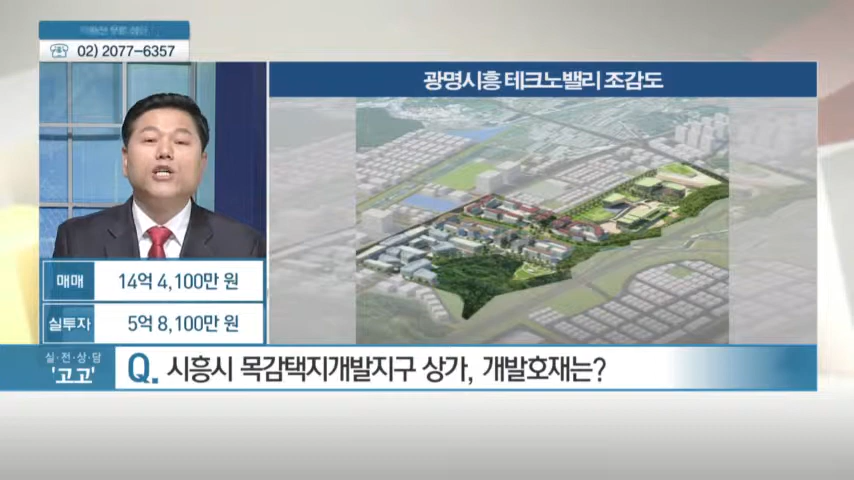 02) 2077-6357
광명시흥 테크노밸리 조감도
매매 14억 4,100만 원
실투자 5억 8,100만 원
실·전·상·담
'고고'
Q. 시흥시 목감택지개발지구 상가, 개발호재는?